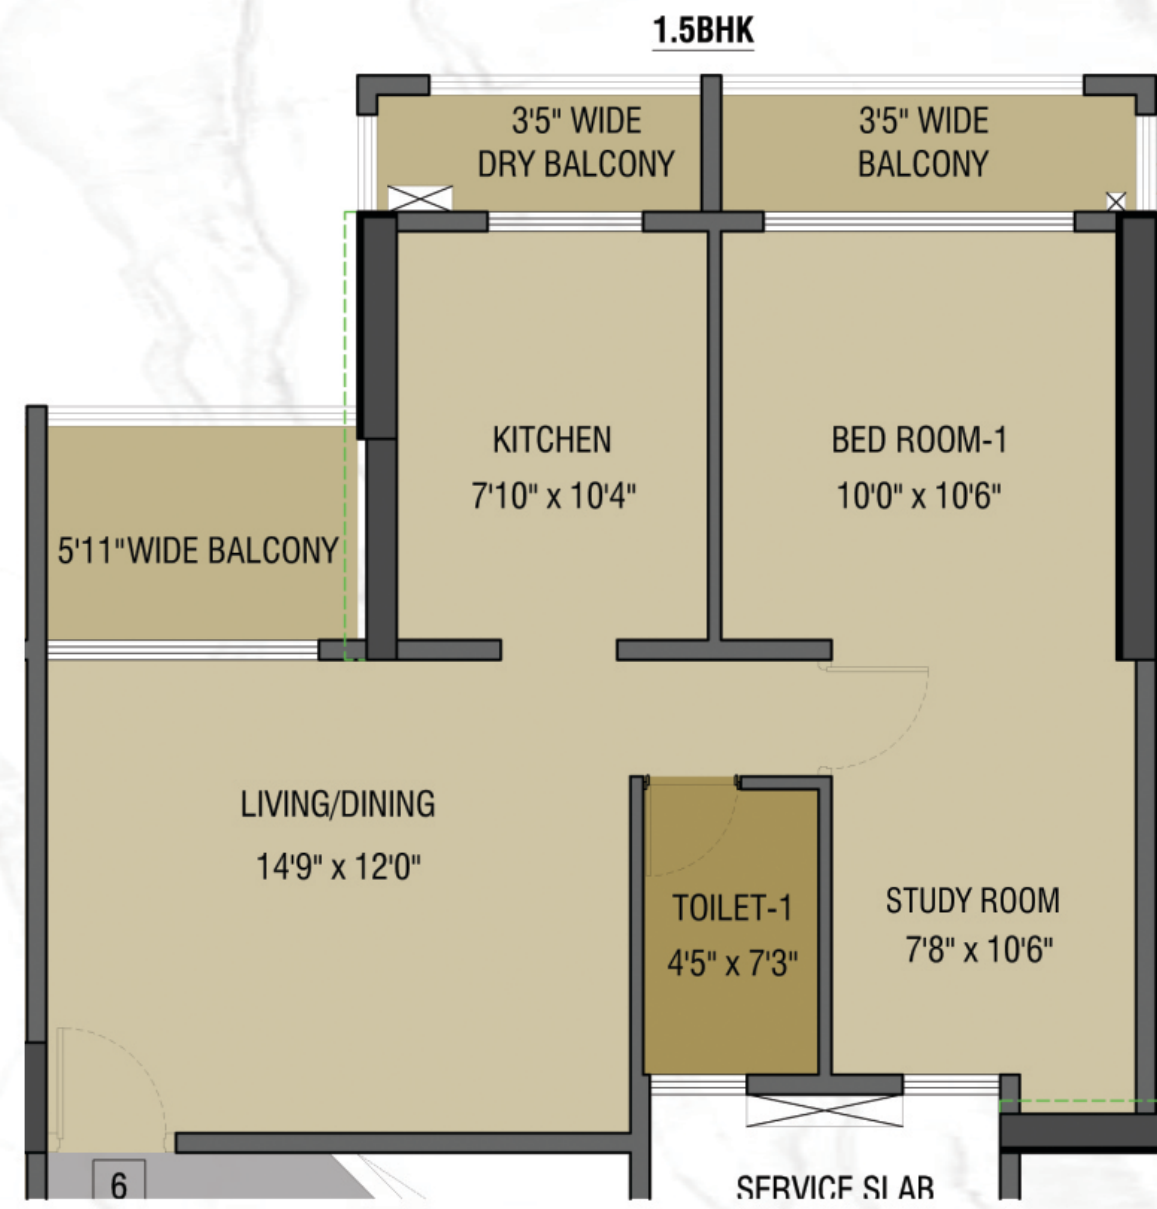 1.5BHK
3'5" WIDE
DRY BALCONY
3'5" WIDE
BALCONY
KITCHEN
7'10" x 10'4"
BED ROOM-1
10'0" x 10'6"
5'11"WIDE BALCONY
LIVING/DINING
14'9" x 12'0"
TOILET-1
4'5" x 7'3"
STUDY ROOM
7'8" x 10'6"
6
SERVICE SLAB